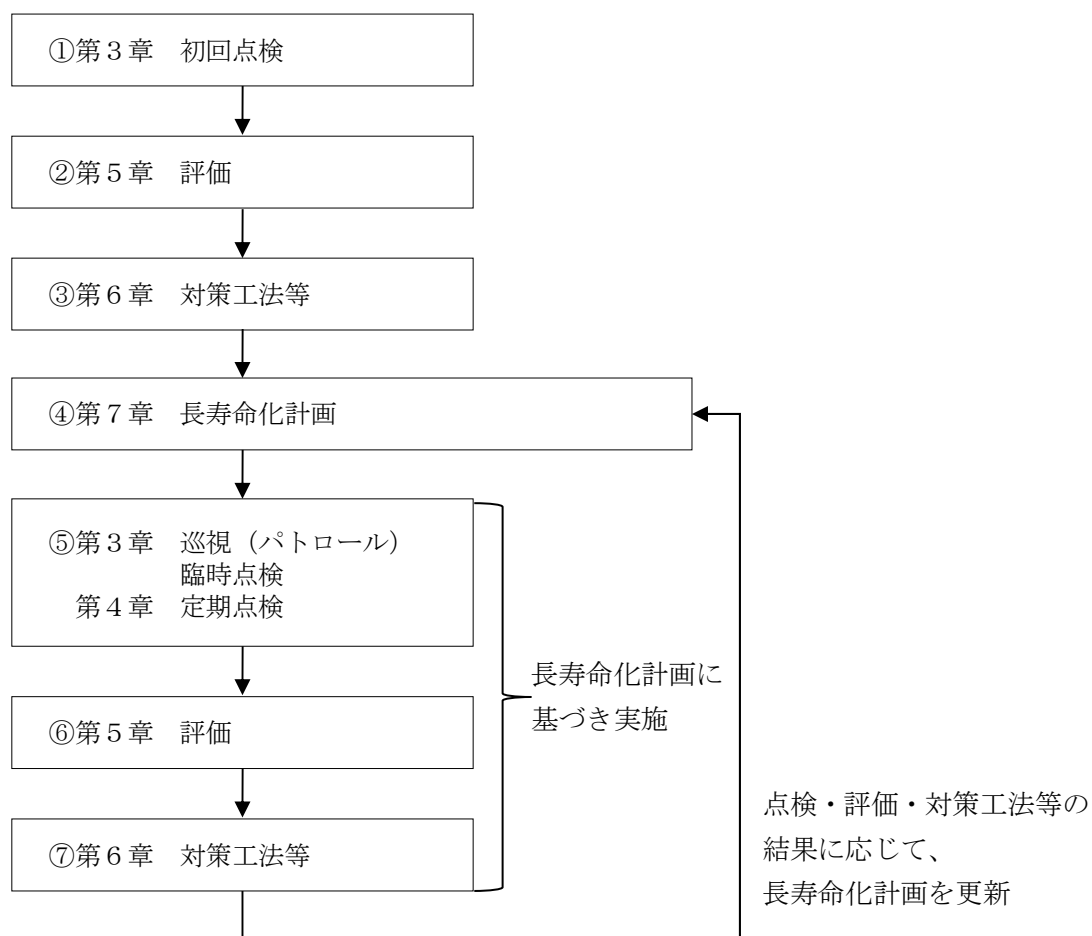 ①第３章　初回点検
②第５章　評価
③第６章　対策工法等
④第７章　長寿命化計画
⑤第３章　巡視（パトロール）
臨時点検
第４章　定期点検
長寿命化計画に
基づき実施
⑥第５章　評価
⑦第６章　対策工法等
点検・評価・対策工法等の
結果に応じて、
長寿命化計画を更新